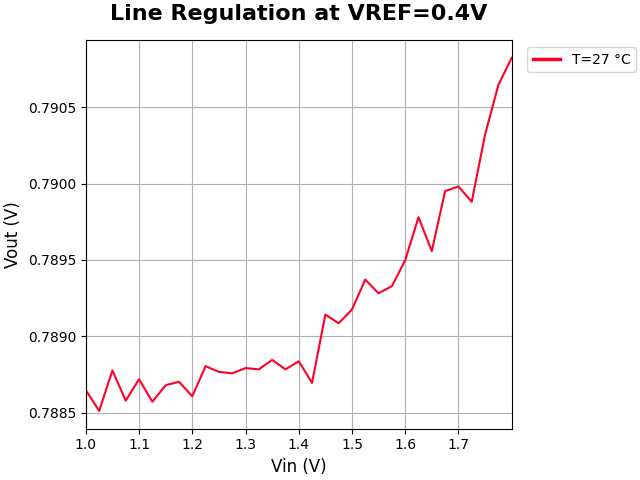 Line Regulation at VREF=0.4V
T=27 °C
Vout (V)
0.7905
0.7900
0.7895
0.7890
0.7885
1.0 1.1 1.2 1.3 1.4 1.5 1.6 1.7
Vin (V)